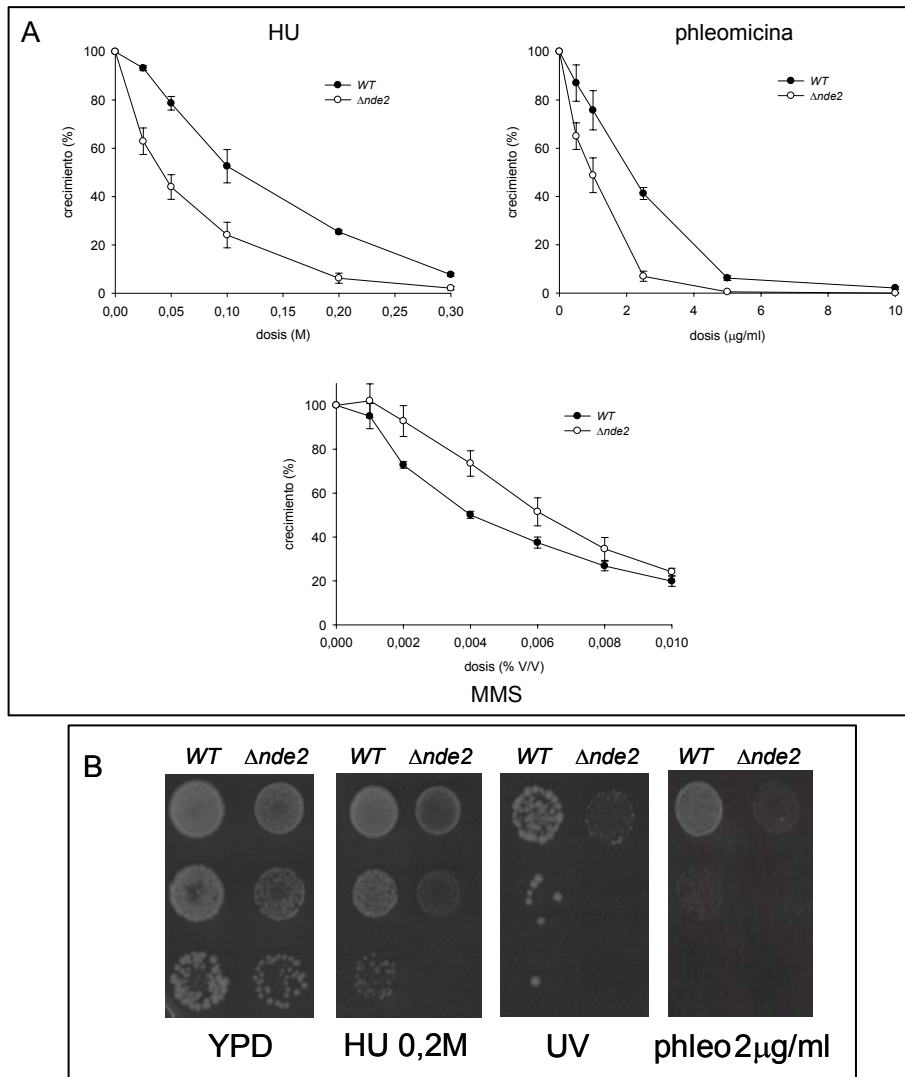 A
HU
phleomicina
100
80
60
40
20
0
crecimiento (%)
WT
Δnde2
0,00 0,05 0,10 0,15 0,20 0,25 0,30
dosis (M)
100
80
60
40
20
0
crecimiento (%)
WT
Δnde2
0 2 4 6 8 10
dosis (μg/ml)
100
80
60
40
20
0
crecimiento (%)
WT
Δnde2
0,000 0,002 0,004 0,006 0,008 0,010
dosis (% V/V)
MMS
B
WT Δnde2 WT Δnde2 WT Δnde2 WT Δnde2
YPD HU 0,2M UV phleo 2μg/ml